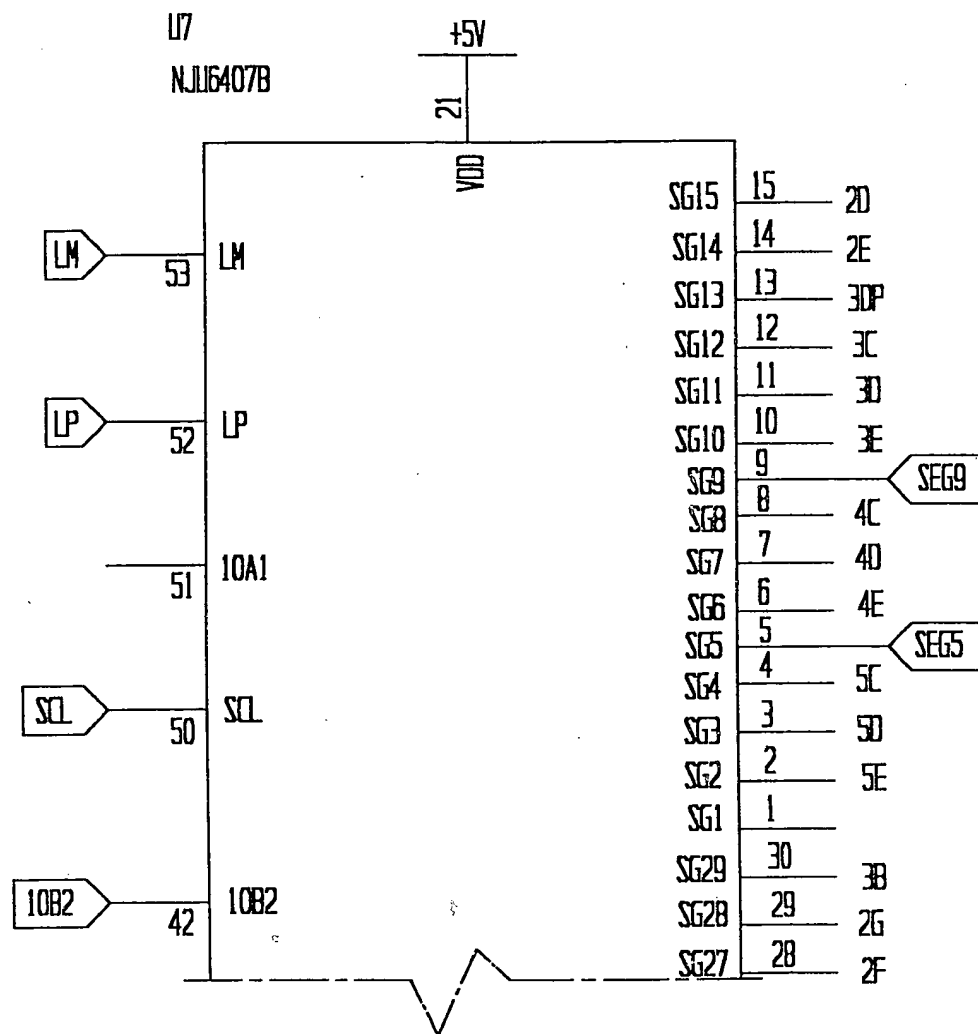 U7
NJU6407B
+5V
21
VDD
LM
53
LM
LP
52
LP
51
IOA1
SCL
50
SCL
IOB2
42
IOB2
SG15 15 2D
SG14 14 2E
SG13 13 3DP
SG12 12 3C
SG11 11 3D
SG10 10 3E
SG9 9 SEG9
SG8 8 4C
SG7 7 4D
SG6 6 4E
SG5 5 SEG5
SG4 4 5C
SG3 3 5D
SG2 2 5E
SG1 1
SG29 30 3B
SG28 29 2G
SG27 28 2F